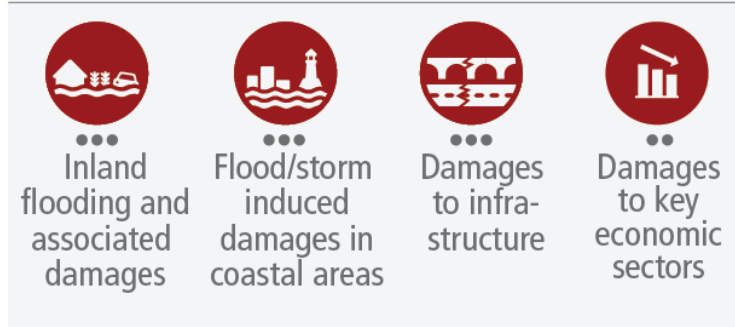 Inland
flooding and
associated
damages
Flood/storm
induced
damages in
coastal areas
Damages
to infra-
structure
Damages
to key
economic
sectors